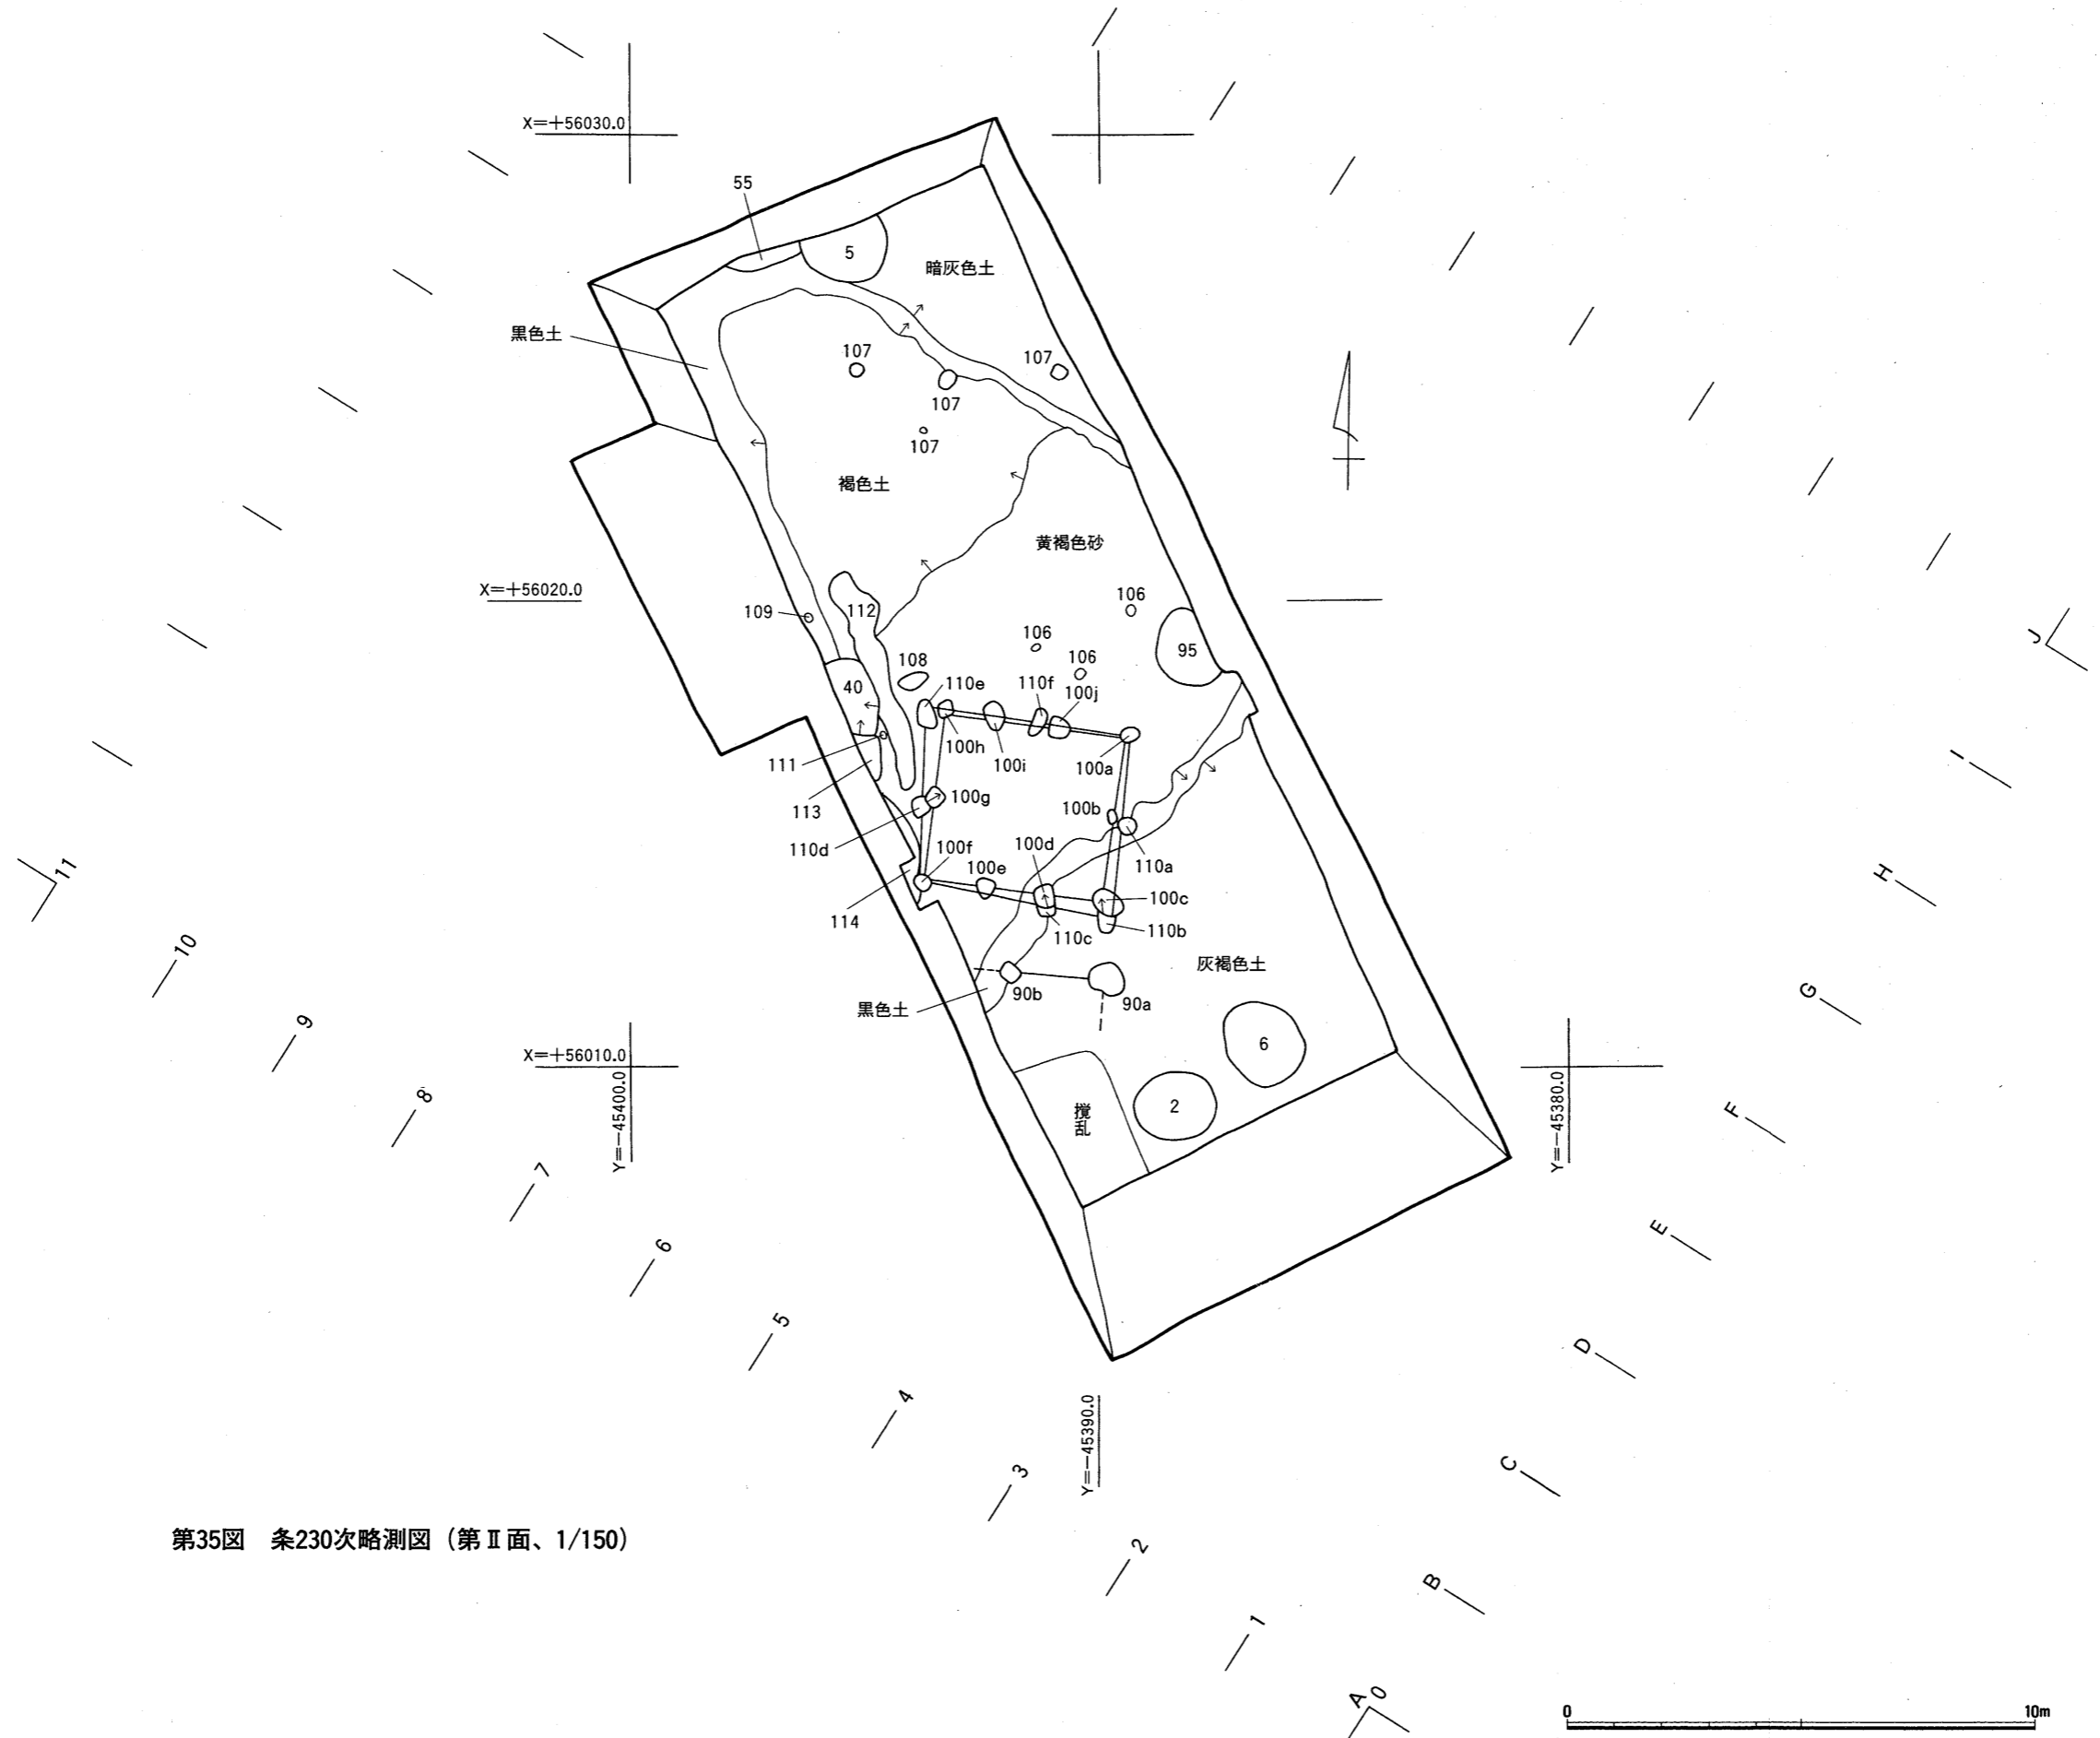 X=+56030.0
55
5
暗灰色土
黒色土
107
107
107
107
褐色土
黄褐色砂
X=+56020.0
109
112
106
106
106
95
108
40
110e
110f
100j
100h
100i
100a
111
113
100g
100b
110d
100f
100e
100d
110a
114
100c
110c
110b
灰褐色土
90b
90a
黒色土
6
2
撹乱
X=+56010.0
Y=-45400.0
Y=-45380.0
Y=-45390.0
J
I
H
G
F
E
D
C
B
A
0
1
2
3
4
5
6
7
8
9
10
11
第35図 条230次略測図(第Ⅱ面、1/150)
0 10m